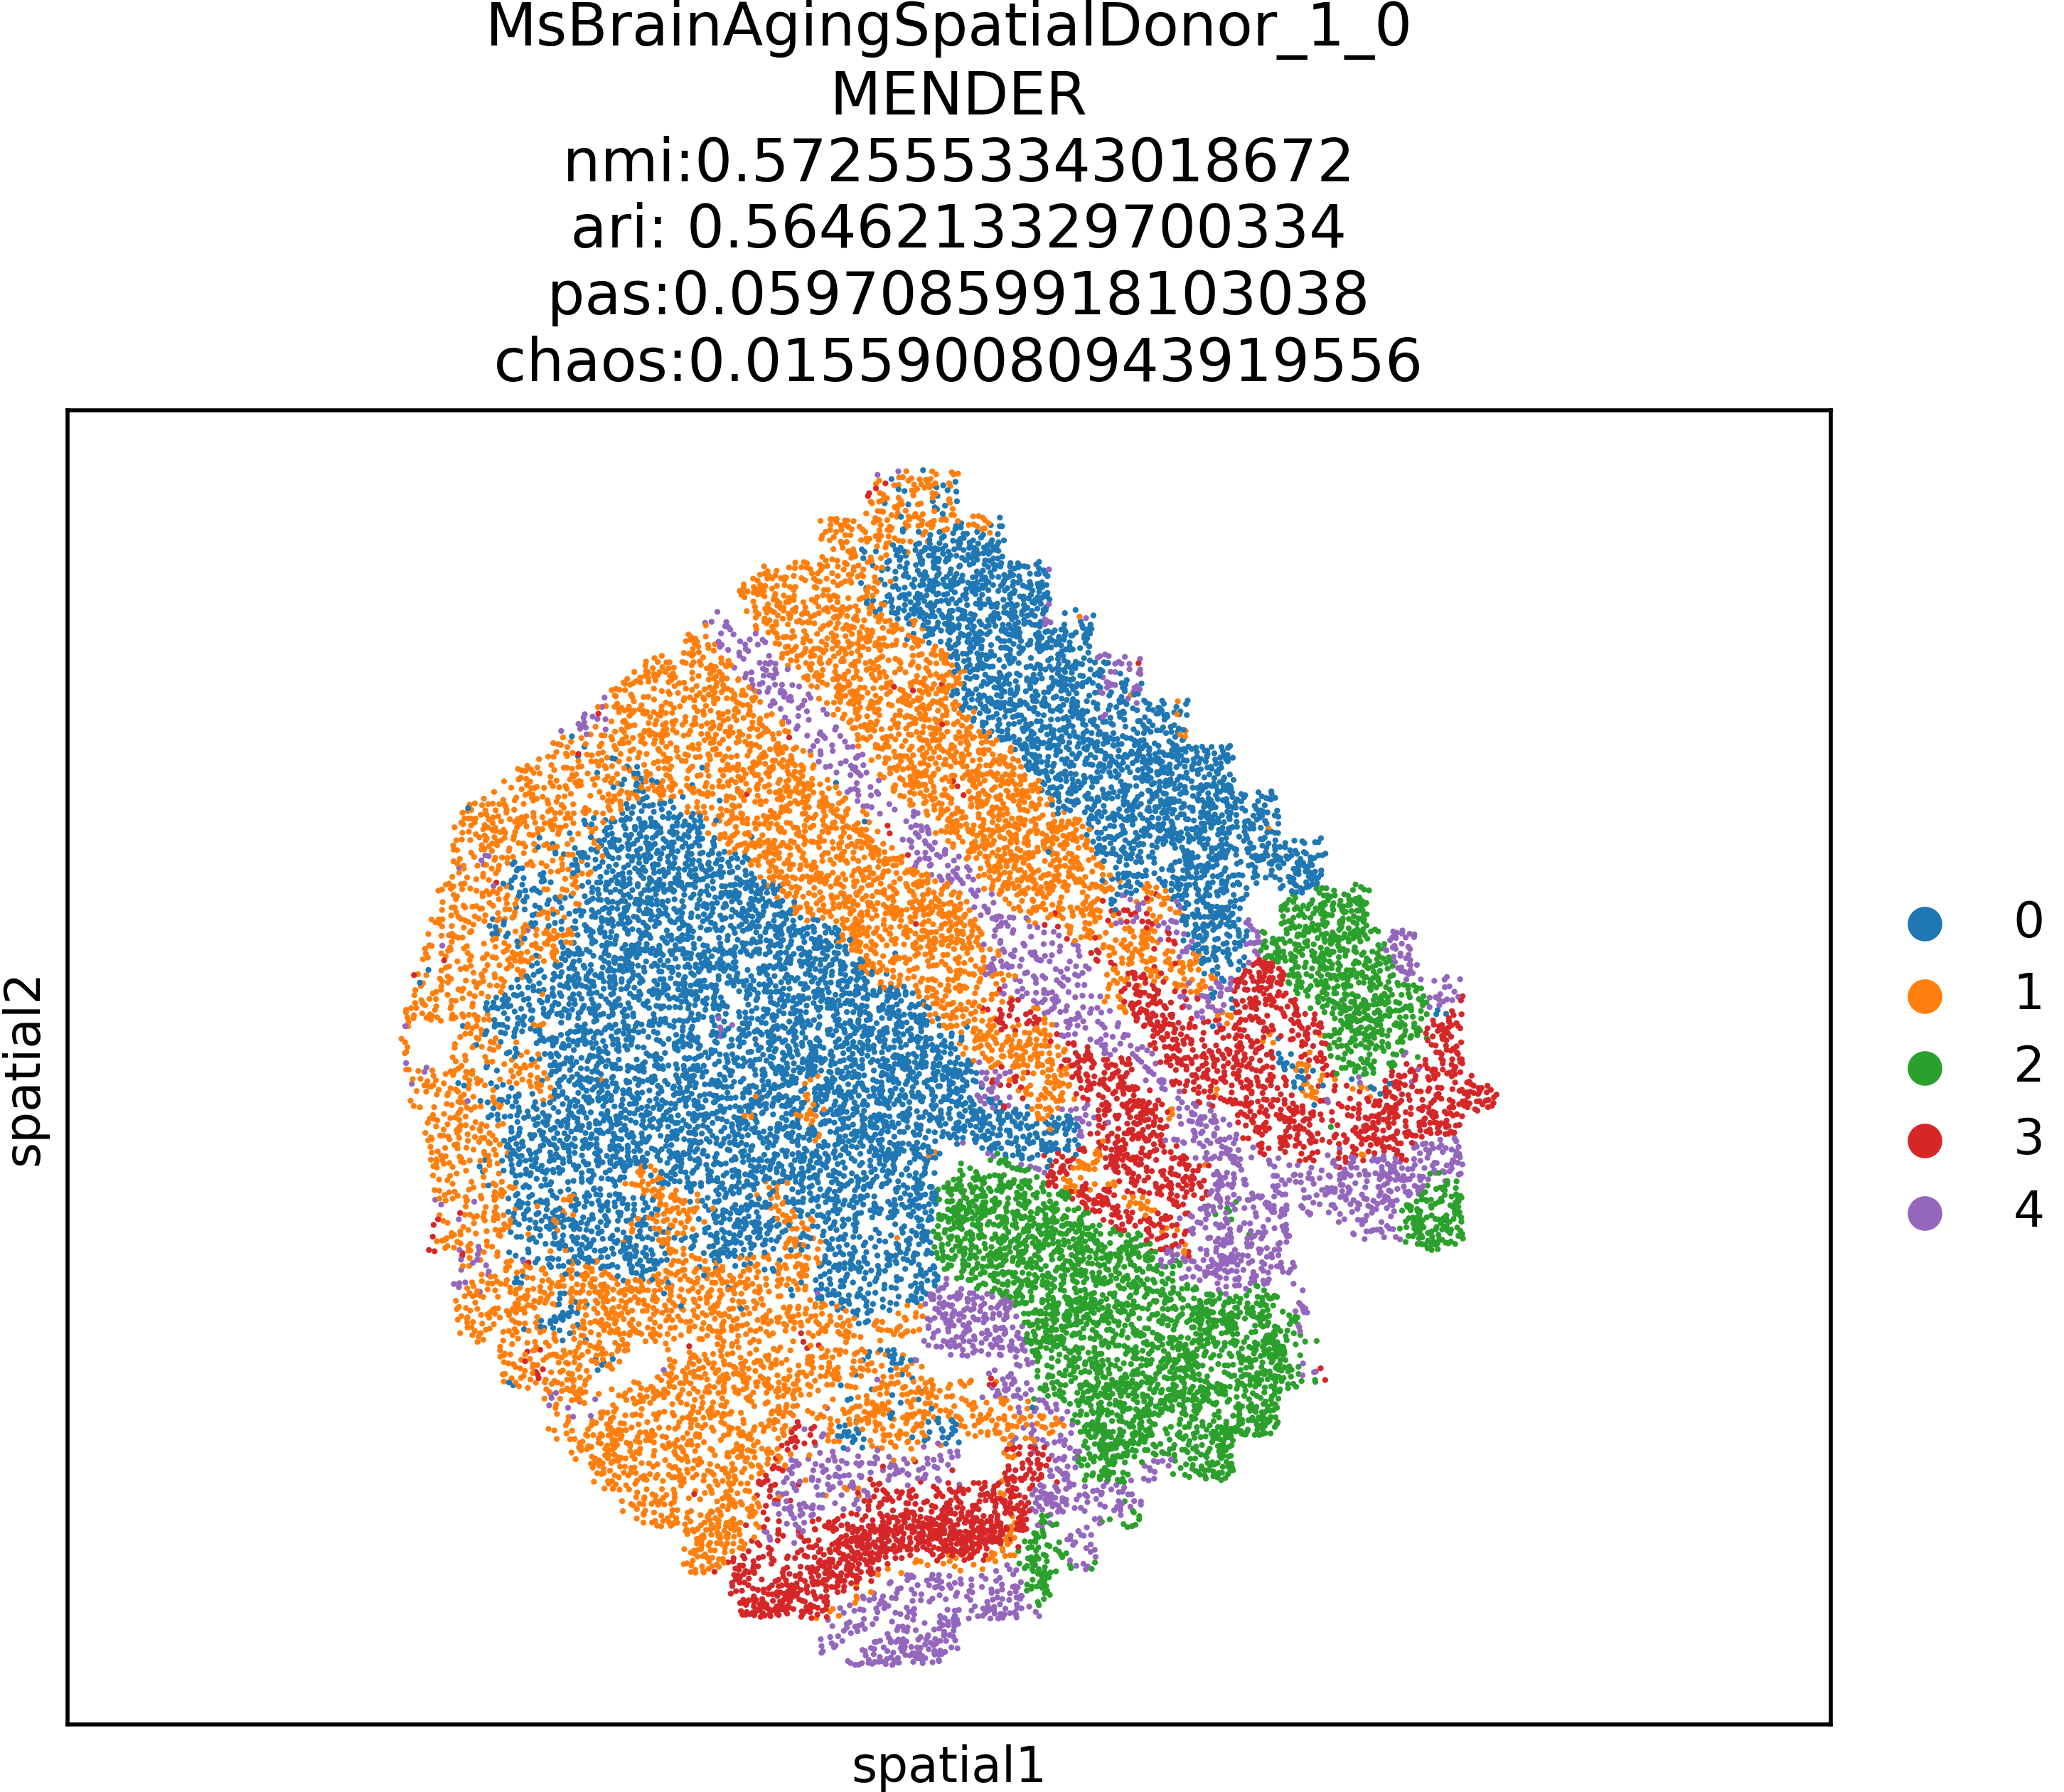 MsBrainAgingSpatialDonor_1_0
MENDER
nmi:0.5725553343018672
ari: 0.5646213329700334
pas:0.05970859918103038
chaos:0.015590080943919556
spatial2
0
1
2
3
4
spatial1